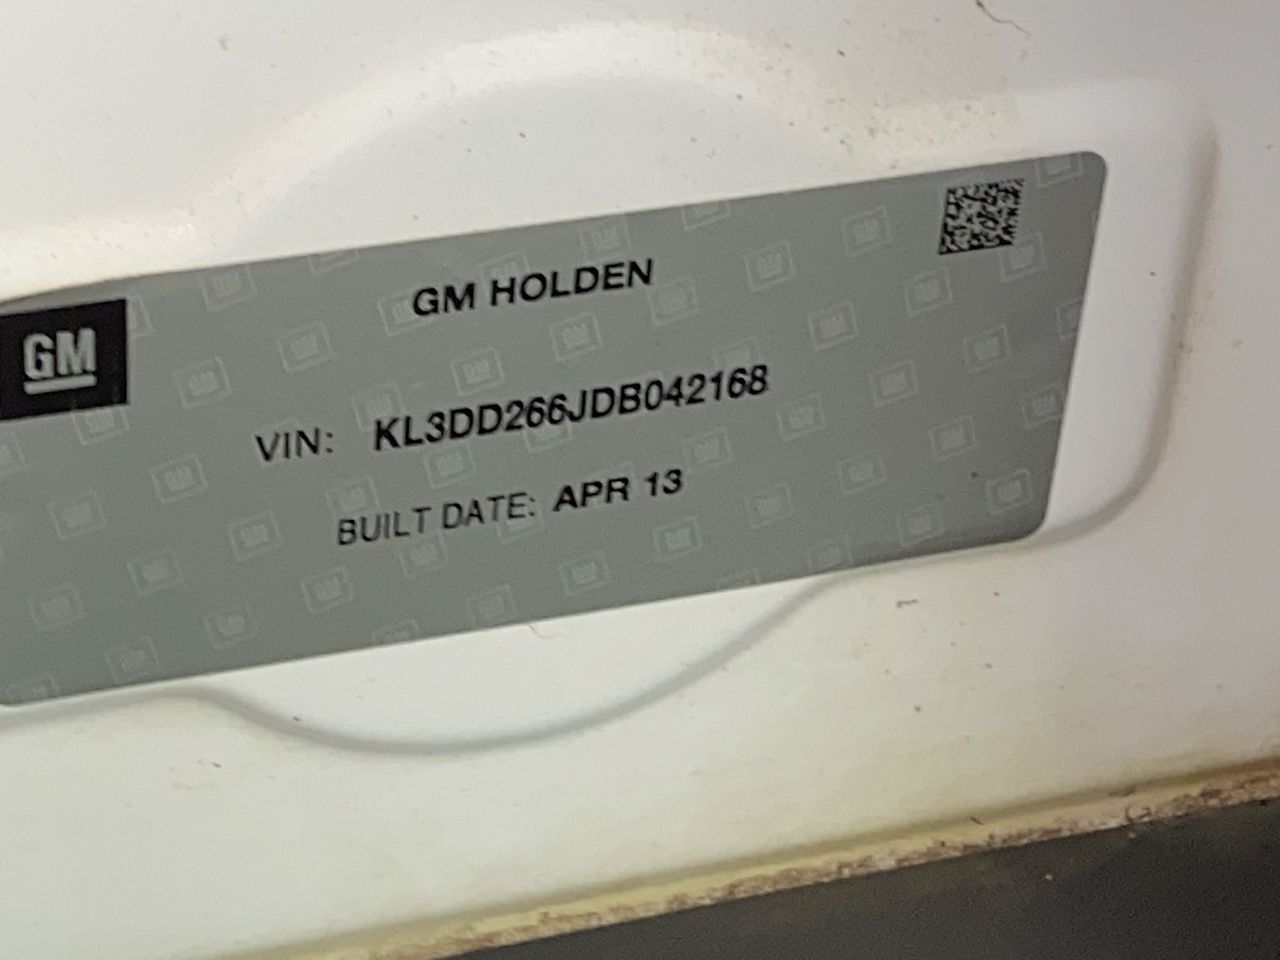 GM HOLDEN
GM
VIN: KL3DD266JDB042168
BUILT DATE: APR 13